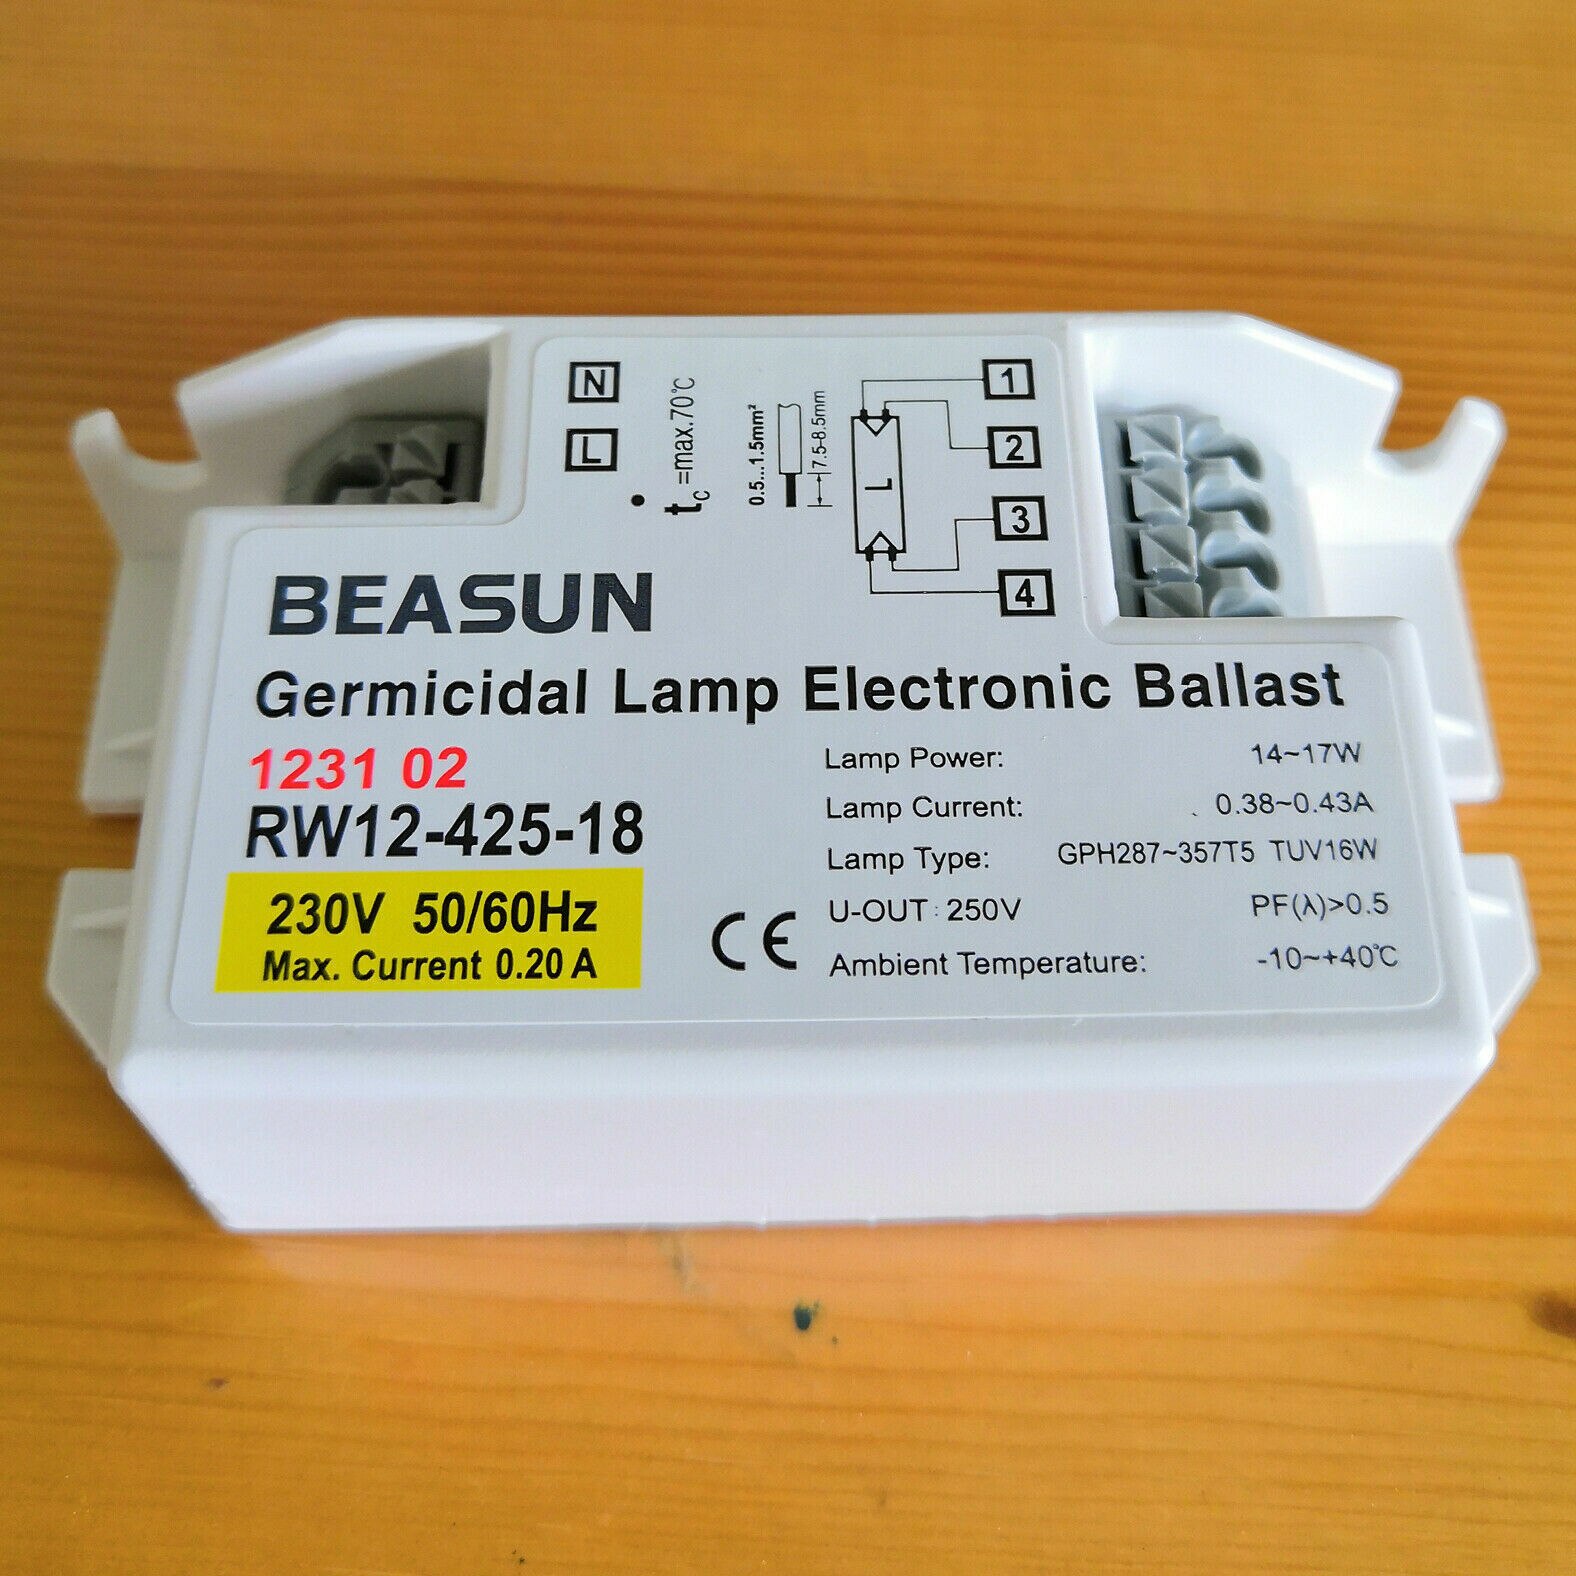 N
L
tc =max.70℃
0.5...1.5mm²
7.5-8.5mm
L
1
2
3
4
BEASUN
Germicidal Lamp Electronic Ballast
1231 02
RW12-425-18
230V 50/60Hz
Max. Current 0.20 A
CE
Lamp Power: 14~17W
Lamp Current: 0.38~0.43A
Lamp Type: GPH287~357T5 TUV16W
U-OUT: 250V PF(λ)>0.5
Ambient Temperature: -10~+40℃